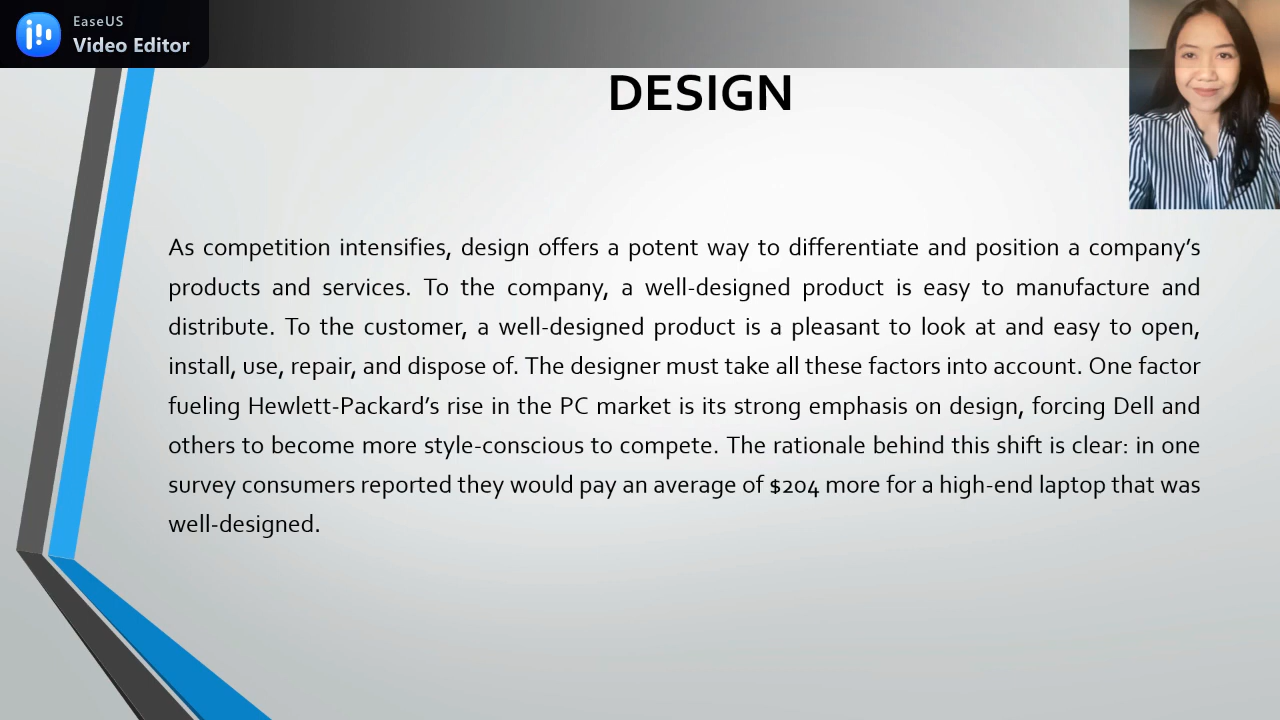 EaseUS
Video Editor
DESIGN
As competition intensifies, design offers a potent way to differentiate and position a company’s
products and services. To the company, a well-designed product is easy to manufacture and
distribute. To the customer, a well-designed product is a pleasant to look at and easy to open,
install, use, repair, and dispose of. The designer must take all these factors into account. One factor
fueling Hewlett-Packard’s rise in the PC market is its strong emphasis on design, forcing Dell and
others to become more style-conscious to compete. The rationale behind this shift is clear: in one
survey consumers reported they would pay an average of $204 more for a high-end laptop that was
well-designed.